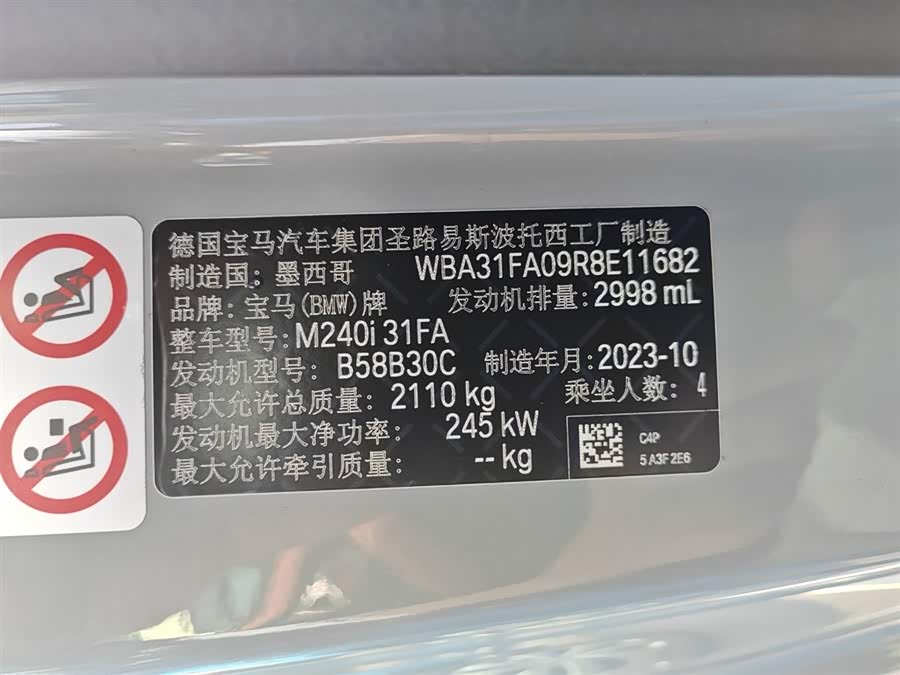 德国宝马汽车集团圣路易斯波托西工厂制造
制造国：墨西哥 WBA31FA09R8E11682
品牌：宝马(BMW)牌 发动机排量：2998 mL
整车型号：M240i 31FA
发动机型号：B58B30C 制造年月：2023-10
最大允许总质量：2110 kg 乘坐人数：4
发动机最大净功率：245 kW
最大允许牵引质量：-- kg
C4P
5A3F2E6